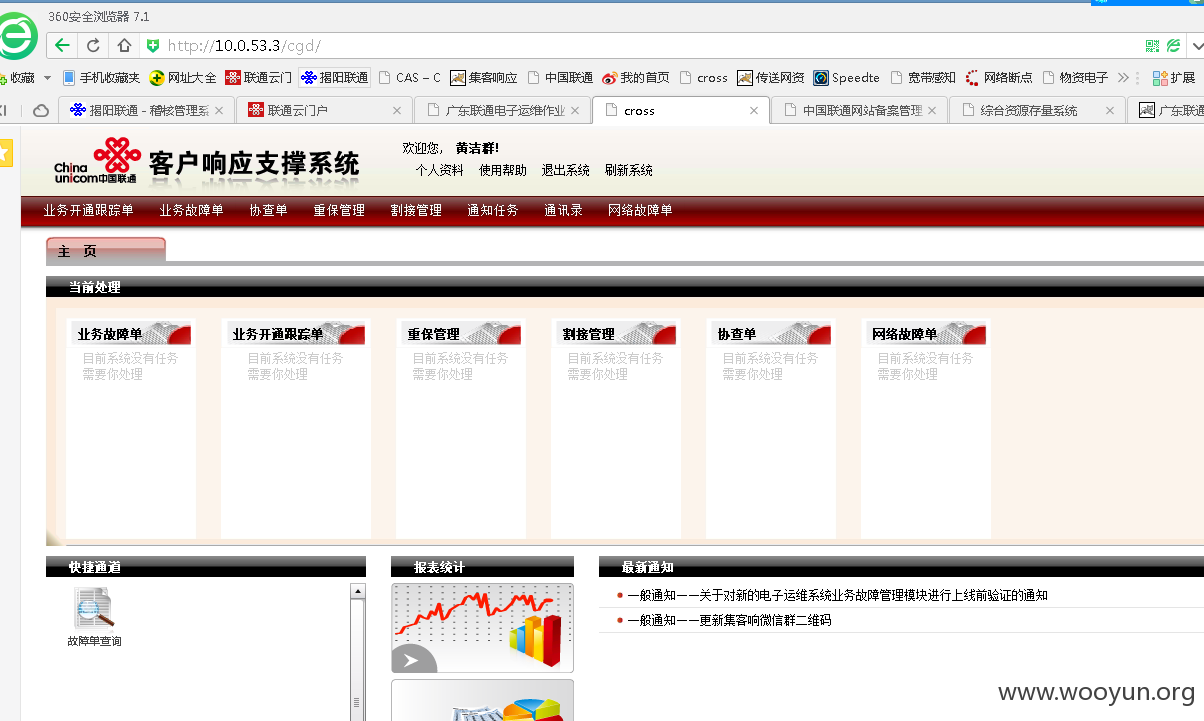 360安全浏览器 7.1
http://10.0.53.3/cgd/
收藏 手机收藏夹 网址大全 联通云门 揭阳联通 CAS – C 集客响应 中国联通 我的首页 cross 传送网资 Speedte 宽带感知 网络断点 物资电子 扩展
揭阳联通 - 稽核管理系 联通云门户 广东联通电子运维作业 cross 中国联通网站备案管理 综合资源存量系统 广东联通
China unicom中国联通 客户响应支撑系统
欢迎您, 黄洁群!
个人资料 使用帮助 退出系统 刷新系统
业务开通跟踪单 业务故障单 协查单 重保管理 割接管理 通知任务 通讯录 网络故障单
主 页
当前处理
业务故障单 业务开通跟踪单 重保管理 割接管理 协查单 网络故障单
目前系统没有任务 目前系统没有任务 目前系统没有任务 目前系统没有任务 目前系统没有任务 目前系统没有任务
需要你处理 需要你处理 需要你处理 需要你处理 需要你处理 需要你处理
快捷通道 报表统计 最新通知
一般通知——关于对新的电子运维系统业务故障管理模块进行上线前验证的通知
一般通知——更新集客响微信群二维码
故障单查询
www.wooyun.org